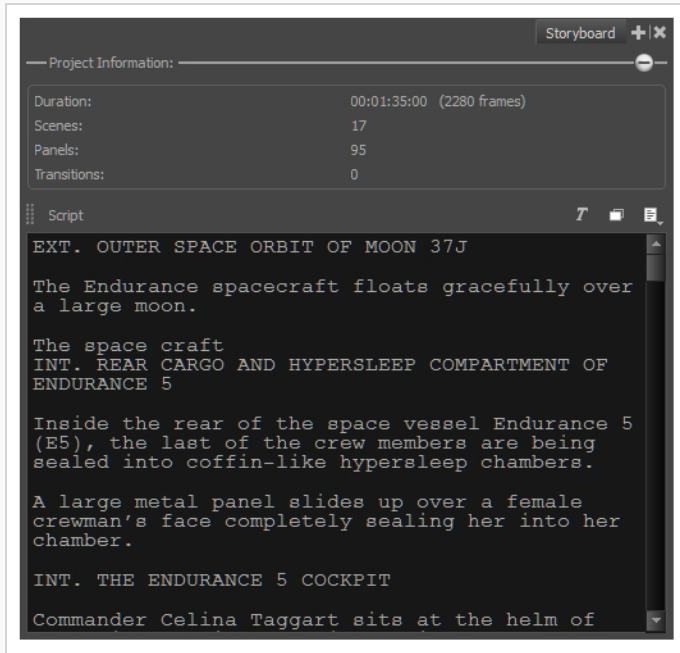 Storyboard
Project Information:
Duration: 00:01:35:00 (2280 frames)
Scenes: 17
Panels: 95
Transitions: 0
Script
EXT. OUTER SPACE ORBIT OF MOON 37J
The Endurance spacecraft floats gracefully over
a large moon.
The space craft
INT. REAR CARGO AND HYPERSLEEP COMPARTMENT OF
ENDURANCE 5
Inside the rear of the space vessel Endurance 5
(E5), the last of the crew members are being
sealed into coffin-like hypersleep chambers.
A large metal panel slides up over a female
crewman's face completely sealing her into her
chamber.
INT. THE ENDURANCE 5 COCKPIT
Commander Celina Taggart sits at the helm of